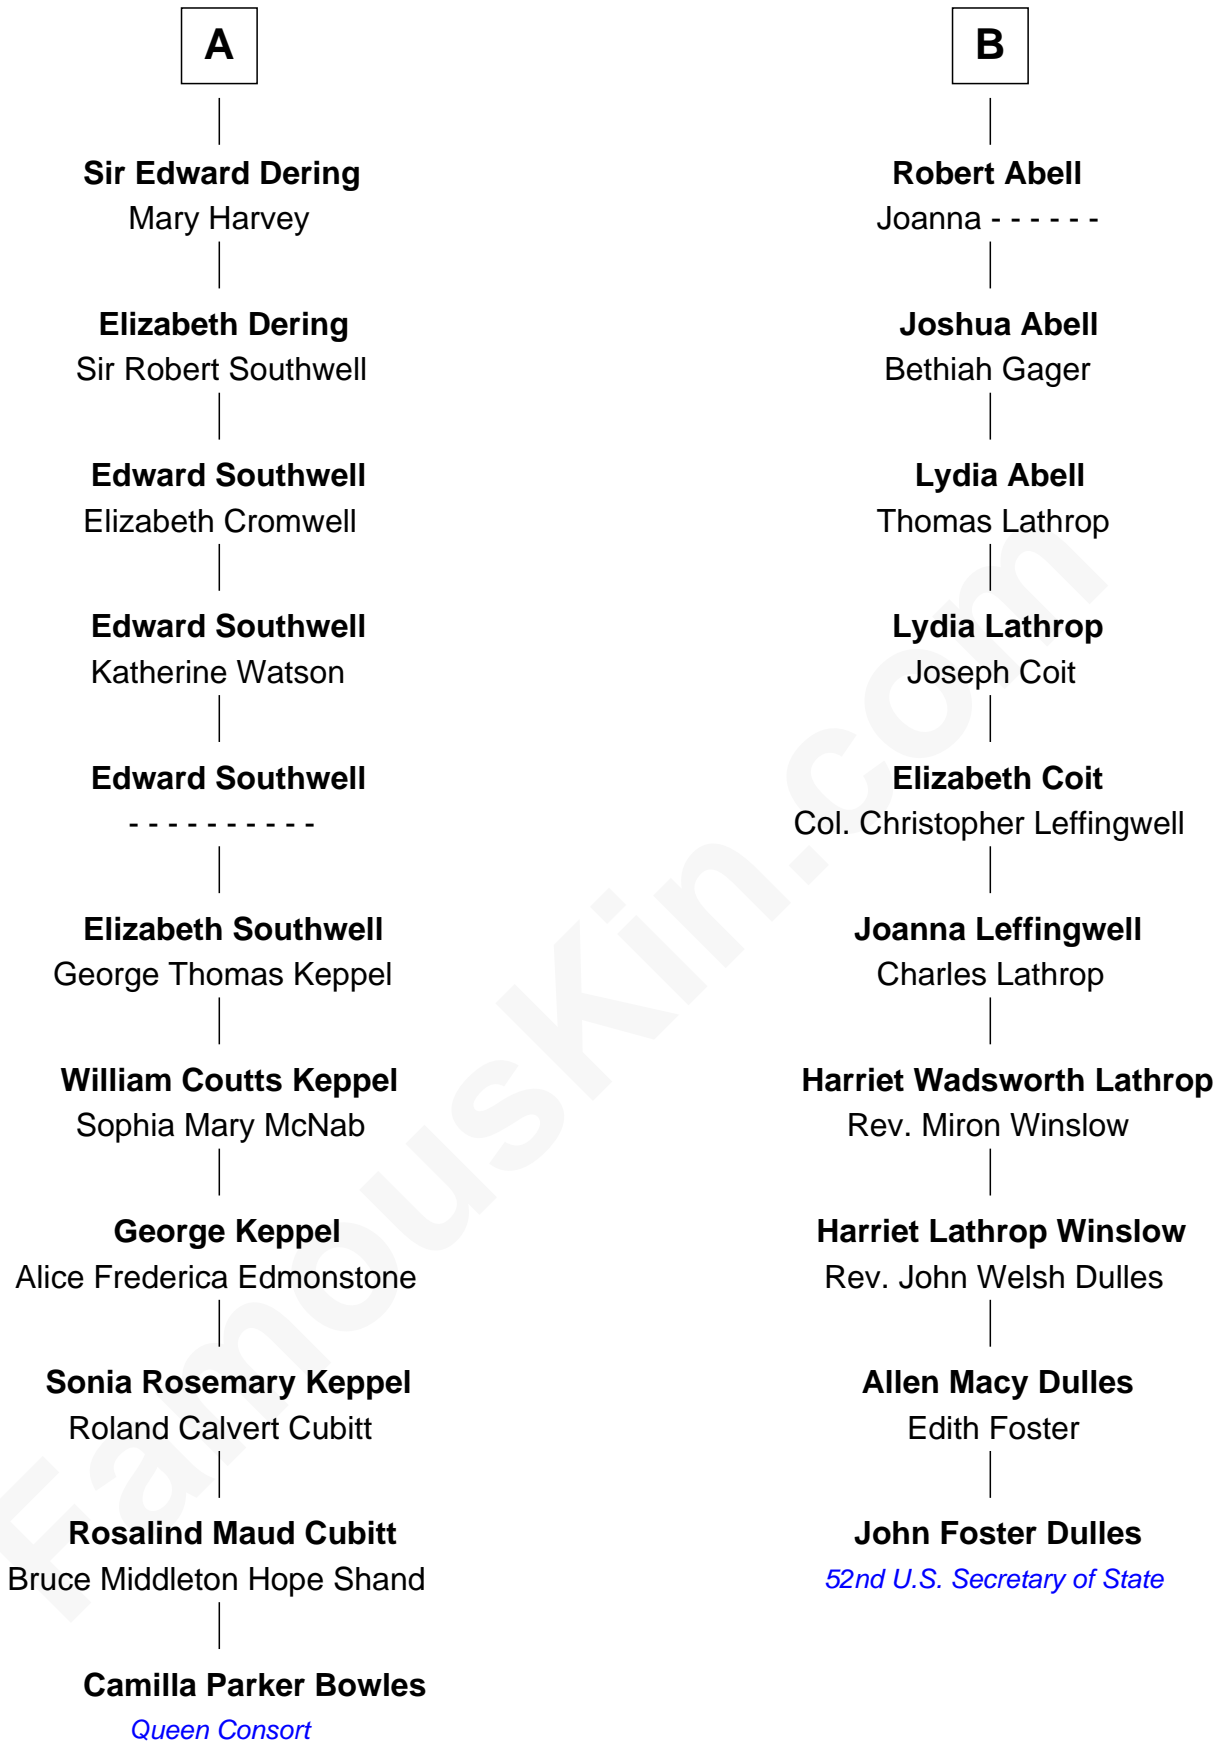 A
Sir Edward Dering
Mary Harvey
Elizabeth Dering
Sir Robert Southwell
Edward Southwell
Elizabeth Cromwell
Edward Southwell
Katherine Watson
Edward Southwell
- - - - - - - - - -
Elizabeth Southwell
George Thomas Keppel
William Coutts Keppel
Sophia Mary McNab
George Keppel
Alice Frederica Edmonstone
Sonia Rosemary Keppel
Roland Calvert Cubitt
Rosalind Maud Cubitt
Bruce Middleton Hope Shand
Camilla Parker Bowles
Queen Consort
B
Robert Abell
Joanna - - - - - -
Joshua Abell
Bethiah Gager
Lydia Abell
Thomas Lathrop
Lydia Lathrop
Joseph Coit
Elizabeth Coit
Col. Christopher Leffingwell
Joanna Leffingwell
Charles Lathrop
Harriet Wadsworth Lathrop
Rev. Miron Winslow
Harriet Lathrop Winslow
Rev. John Welsh Dulles
Allen Macy Dulles
Edith Foster
John Foster Dulles
52nd U.S. Secretary of State
FamousKin.com